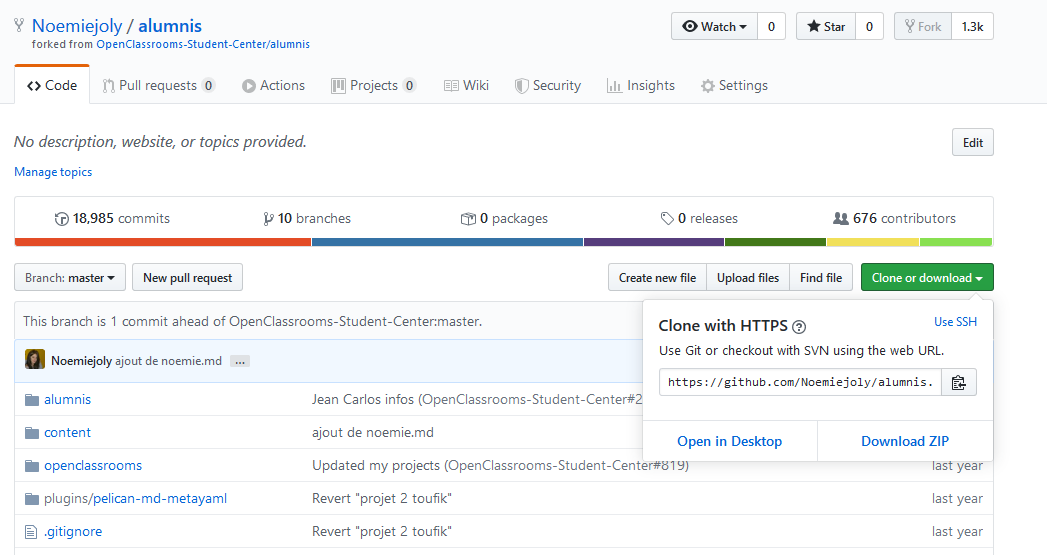 Noemiejoly / alumnis
Watch 0 Star 0 Fork 1.3k
forked from OpenClassrooms-Student-Center/alumnis
Code Pull requests 0 Actions Projects 0 Wiki Security Insights Settings
No description, website, or topics provided. Edit
Manage topics
18,985 commits 10 branches 0 packages 0 releases 676 contributors
Branch: master New pull request Create new file Upload files Find file Clone or download
This branch is 1 commit ahead of OpenClassrooms-Student-Center:master.
Noemiejoly ajout de noemie.md ...
Clone with HTTPS ? Use SSH
Use Git or checkout with SVN using the web URL.
https://github.com/Noemiejoly/alumnis.
Open in Desktop Download ZIP
alumnis Jean Carlos infos (OpenClassrooms-Student-Center#2
content ajout de noemie.md
openclassrooms Updated my projects (OpenClassrooms-Student-Center#819) last year
plugins/pelican-md-metayaml Revert "projet 2 toufik" last year
.gitignore Revert "projet 2 toufik" last year